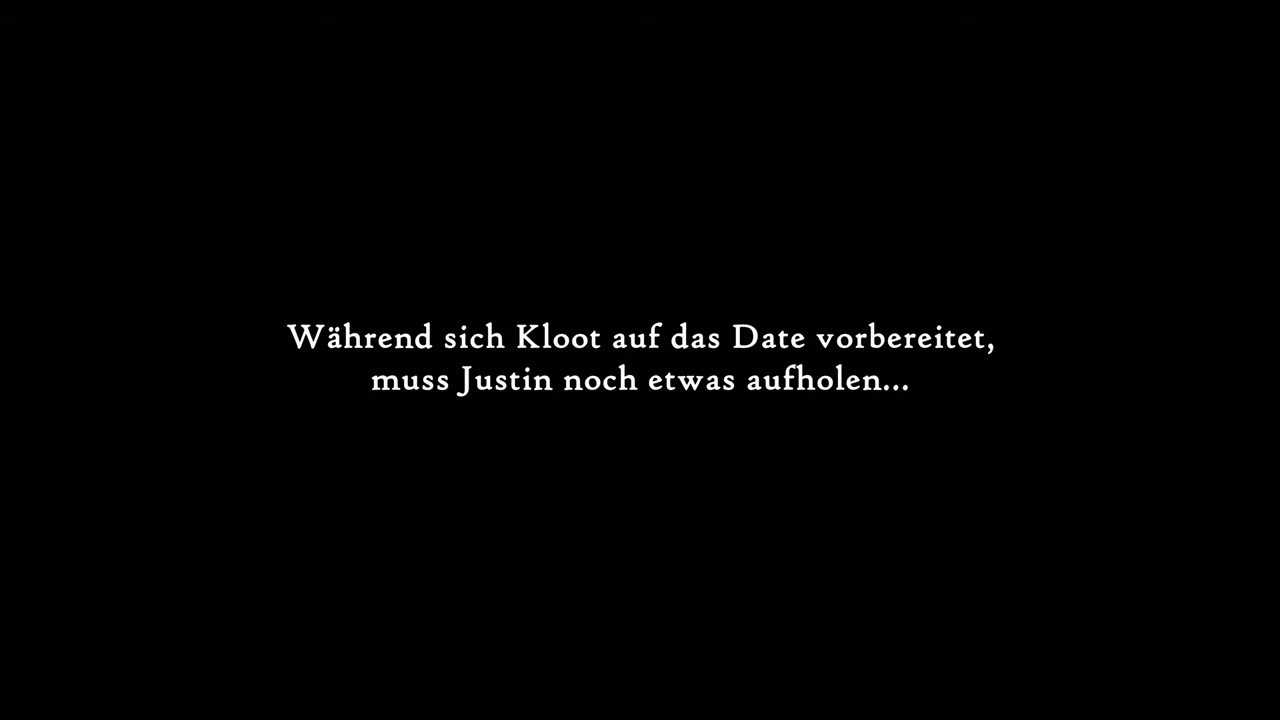 Während sich Kloot auf das Date vorbereitet,
muss Justin noch etwas aufholen...